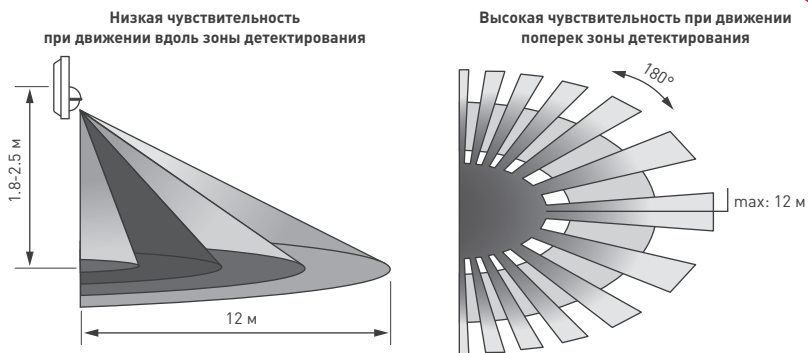 Низкая чувствительность
при движении вдоль зоны детектирования
1.8-2.5 м
12 м
Высокая чувствительность при движении
поперек зоны детектирования
180°
max: 12 м